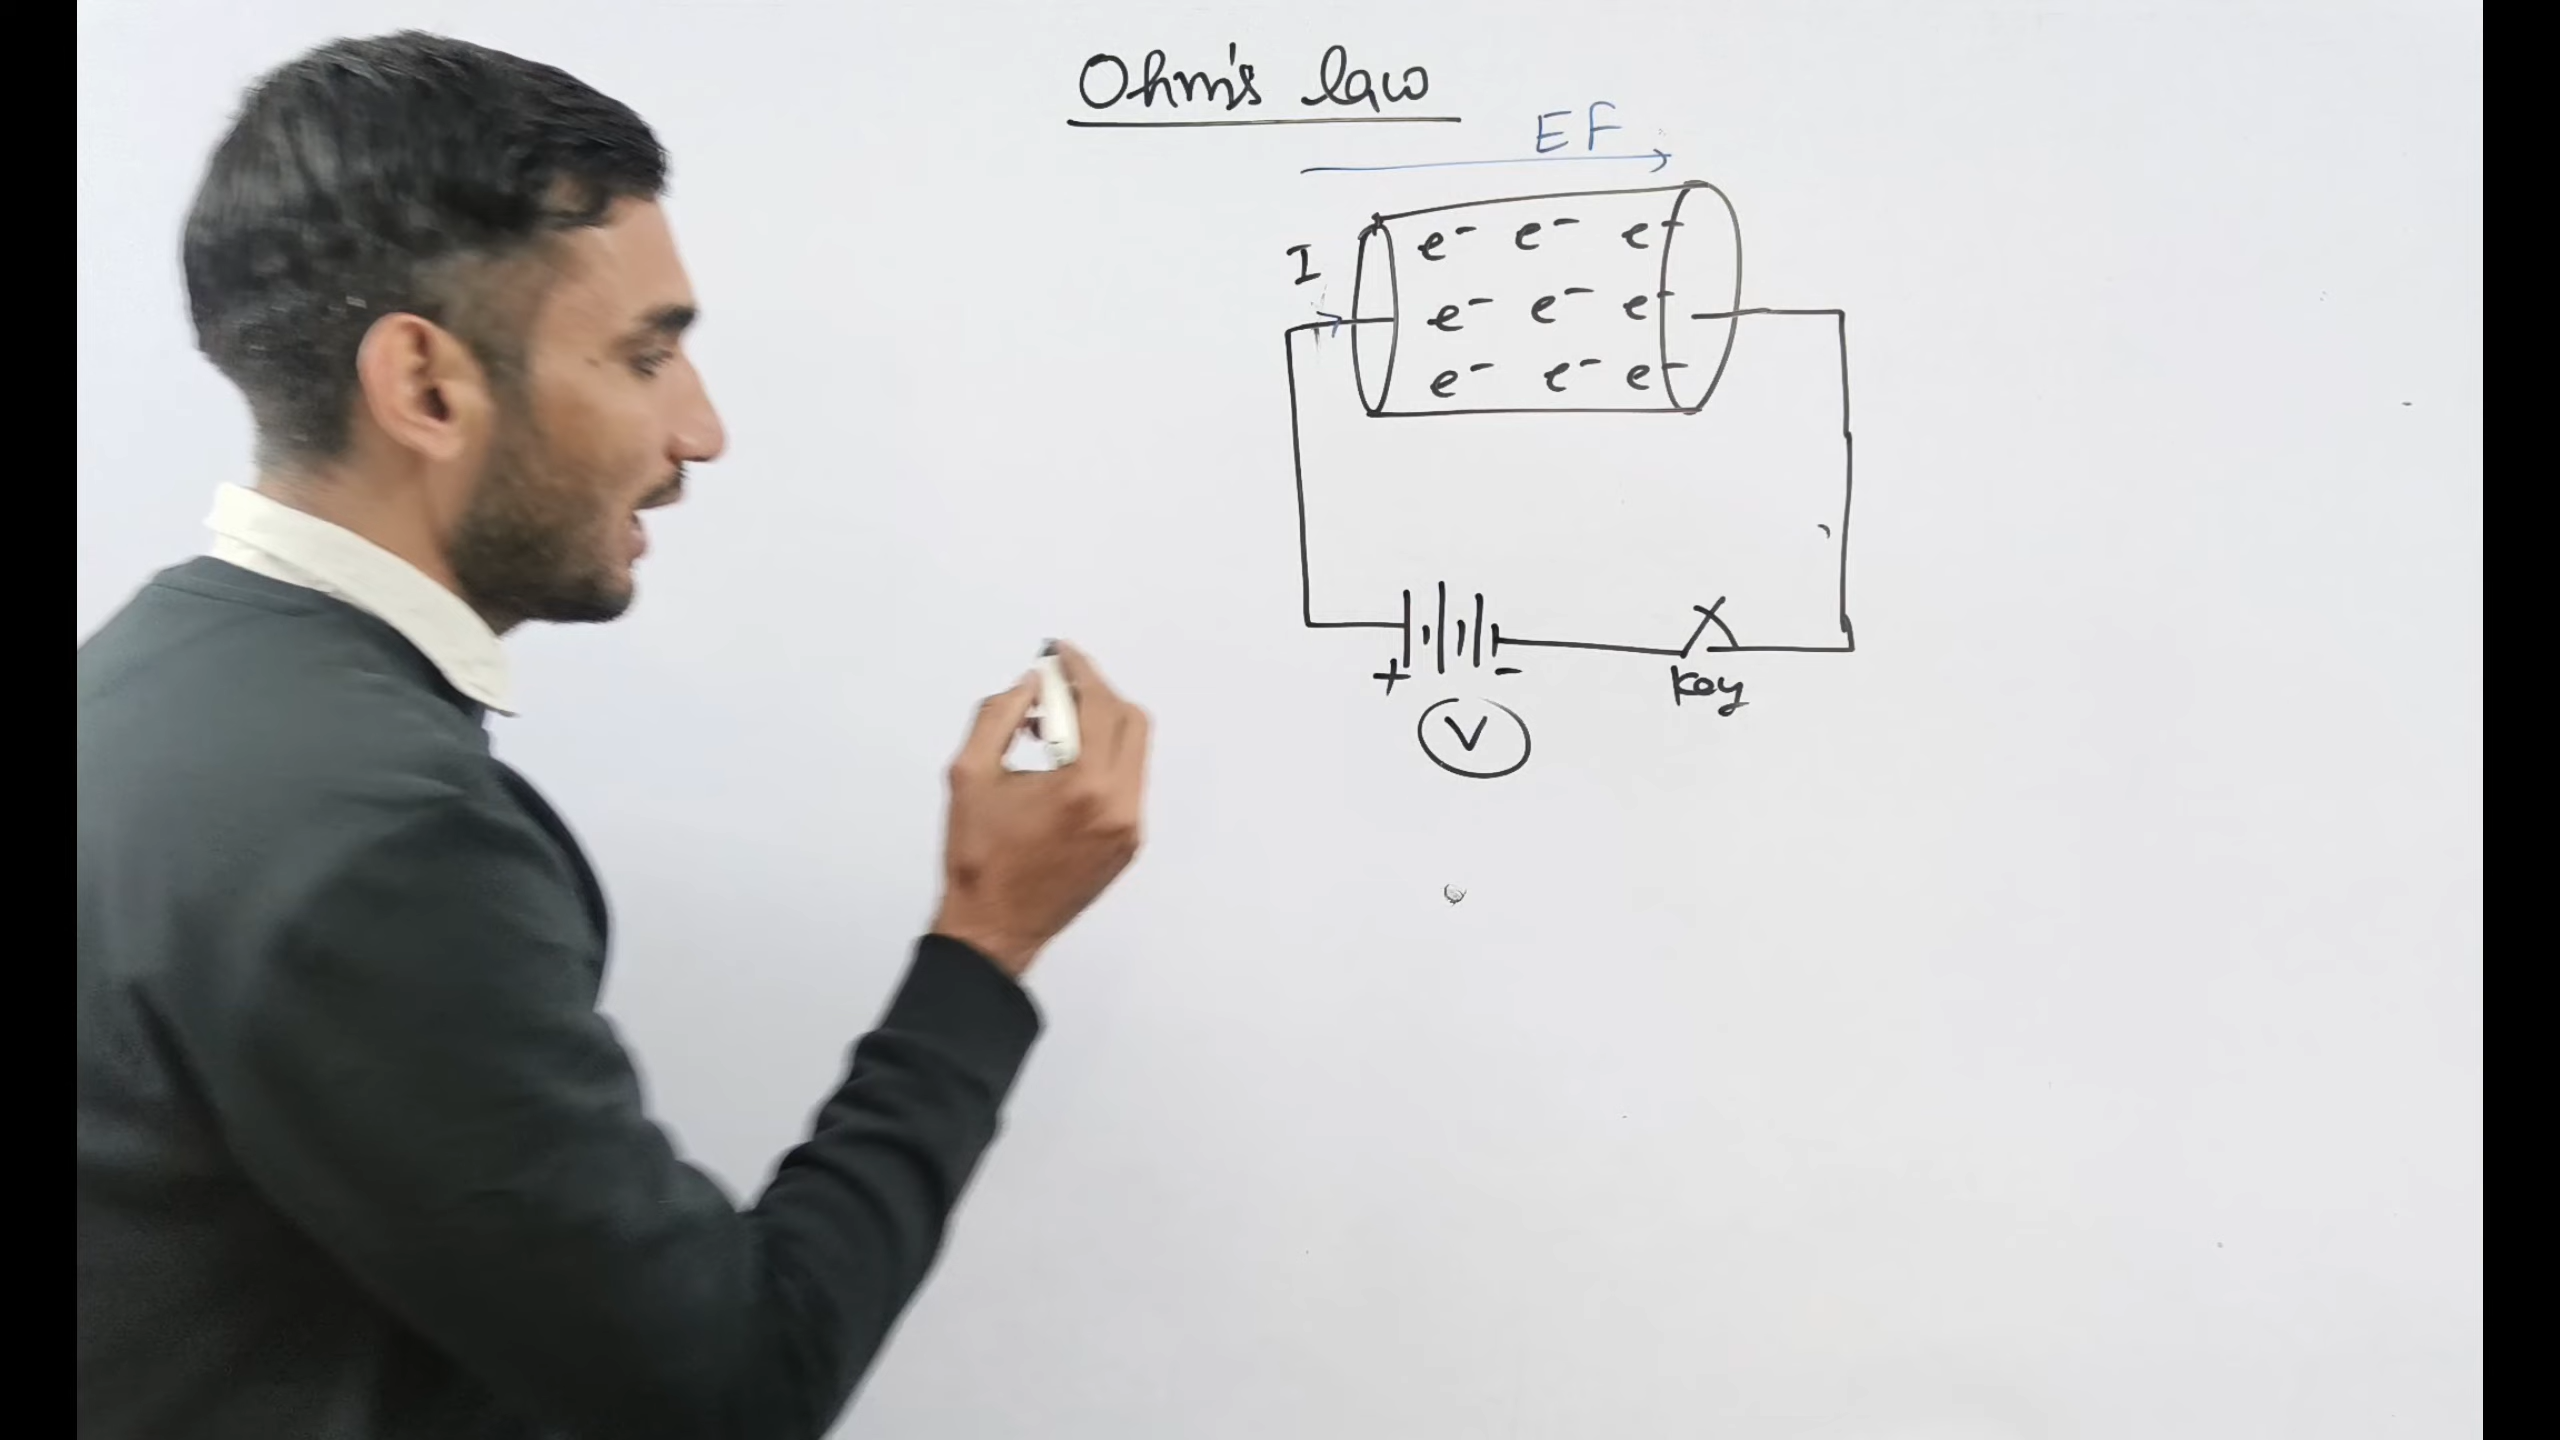 Ohm's law
EF
I
e⁻ e⁻ e⁻
e⁻ e⁻ e⁻
e⁻ e⁻ e⁻
+ -
V
key